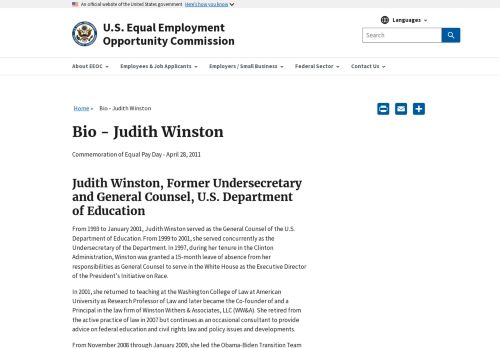 An official website of the United States government Here's how you know
U.S. Equal Employment
Opportunity Commission
Languages
Search
About EEOC
Employees & Job Applicants
Employers / Small Business
Federal Sector
Contact Us
Home » Bio - Judith Winston
Bio - Judith Winston
Commemoration of Equal Pay Day - April 28, 2011
Judith Winston, Former Undersecretary
and General Counsel, U.S. Department
of Education
From 1993 to January 2001, Judith Winston served as the General Counsel of the U.S.
Department of Education. From 1999 to 2001, she served concurrently as the
Undersecretary of the Department. In 1997, during her tenure in the Clinton
Administration, Winston was granted a 15-month leave of absence from her
responsibilities as General Counsel to serve in the White House as the Executive Director
of the President's Initiative on Race.
In 2001, she returned to teaching at the Washington College of Law at American
University as Research Professor of Law and later became the Co-founder of and a
Principal in the law firm of Winston Withers & Associates, LLC (WW&A). She retired from
the active practice of law in 2007 but continues as an occasional consultant to provide
advice on federal education and civil rights law and policy issues and developments.
From November 2008 through January 2009, she led the Obama-Biden Transition Team